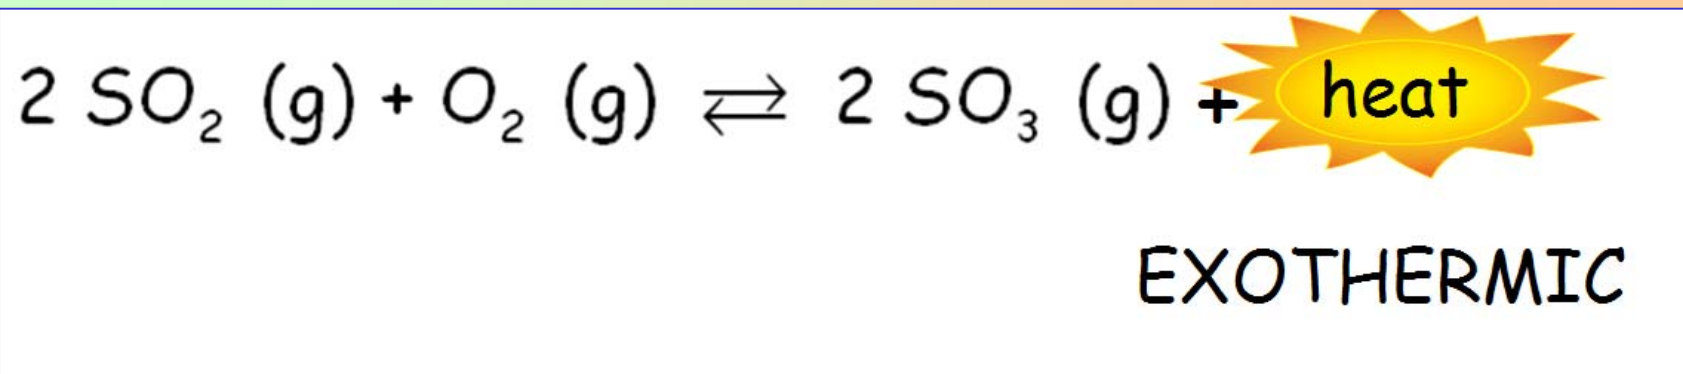 2 SO₂ (g) + O₂ (g) ⇄ 2 SO₃ (g) + heat
EXOTHERMIC